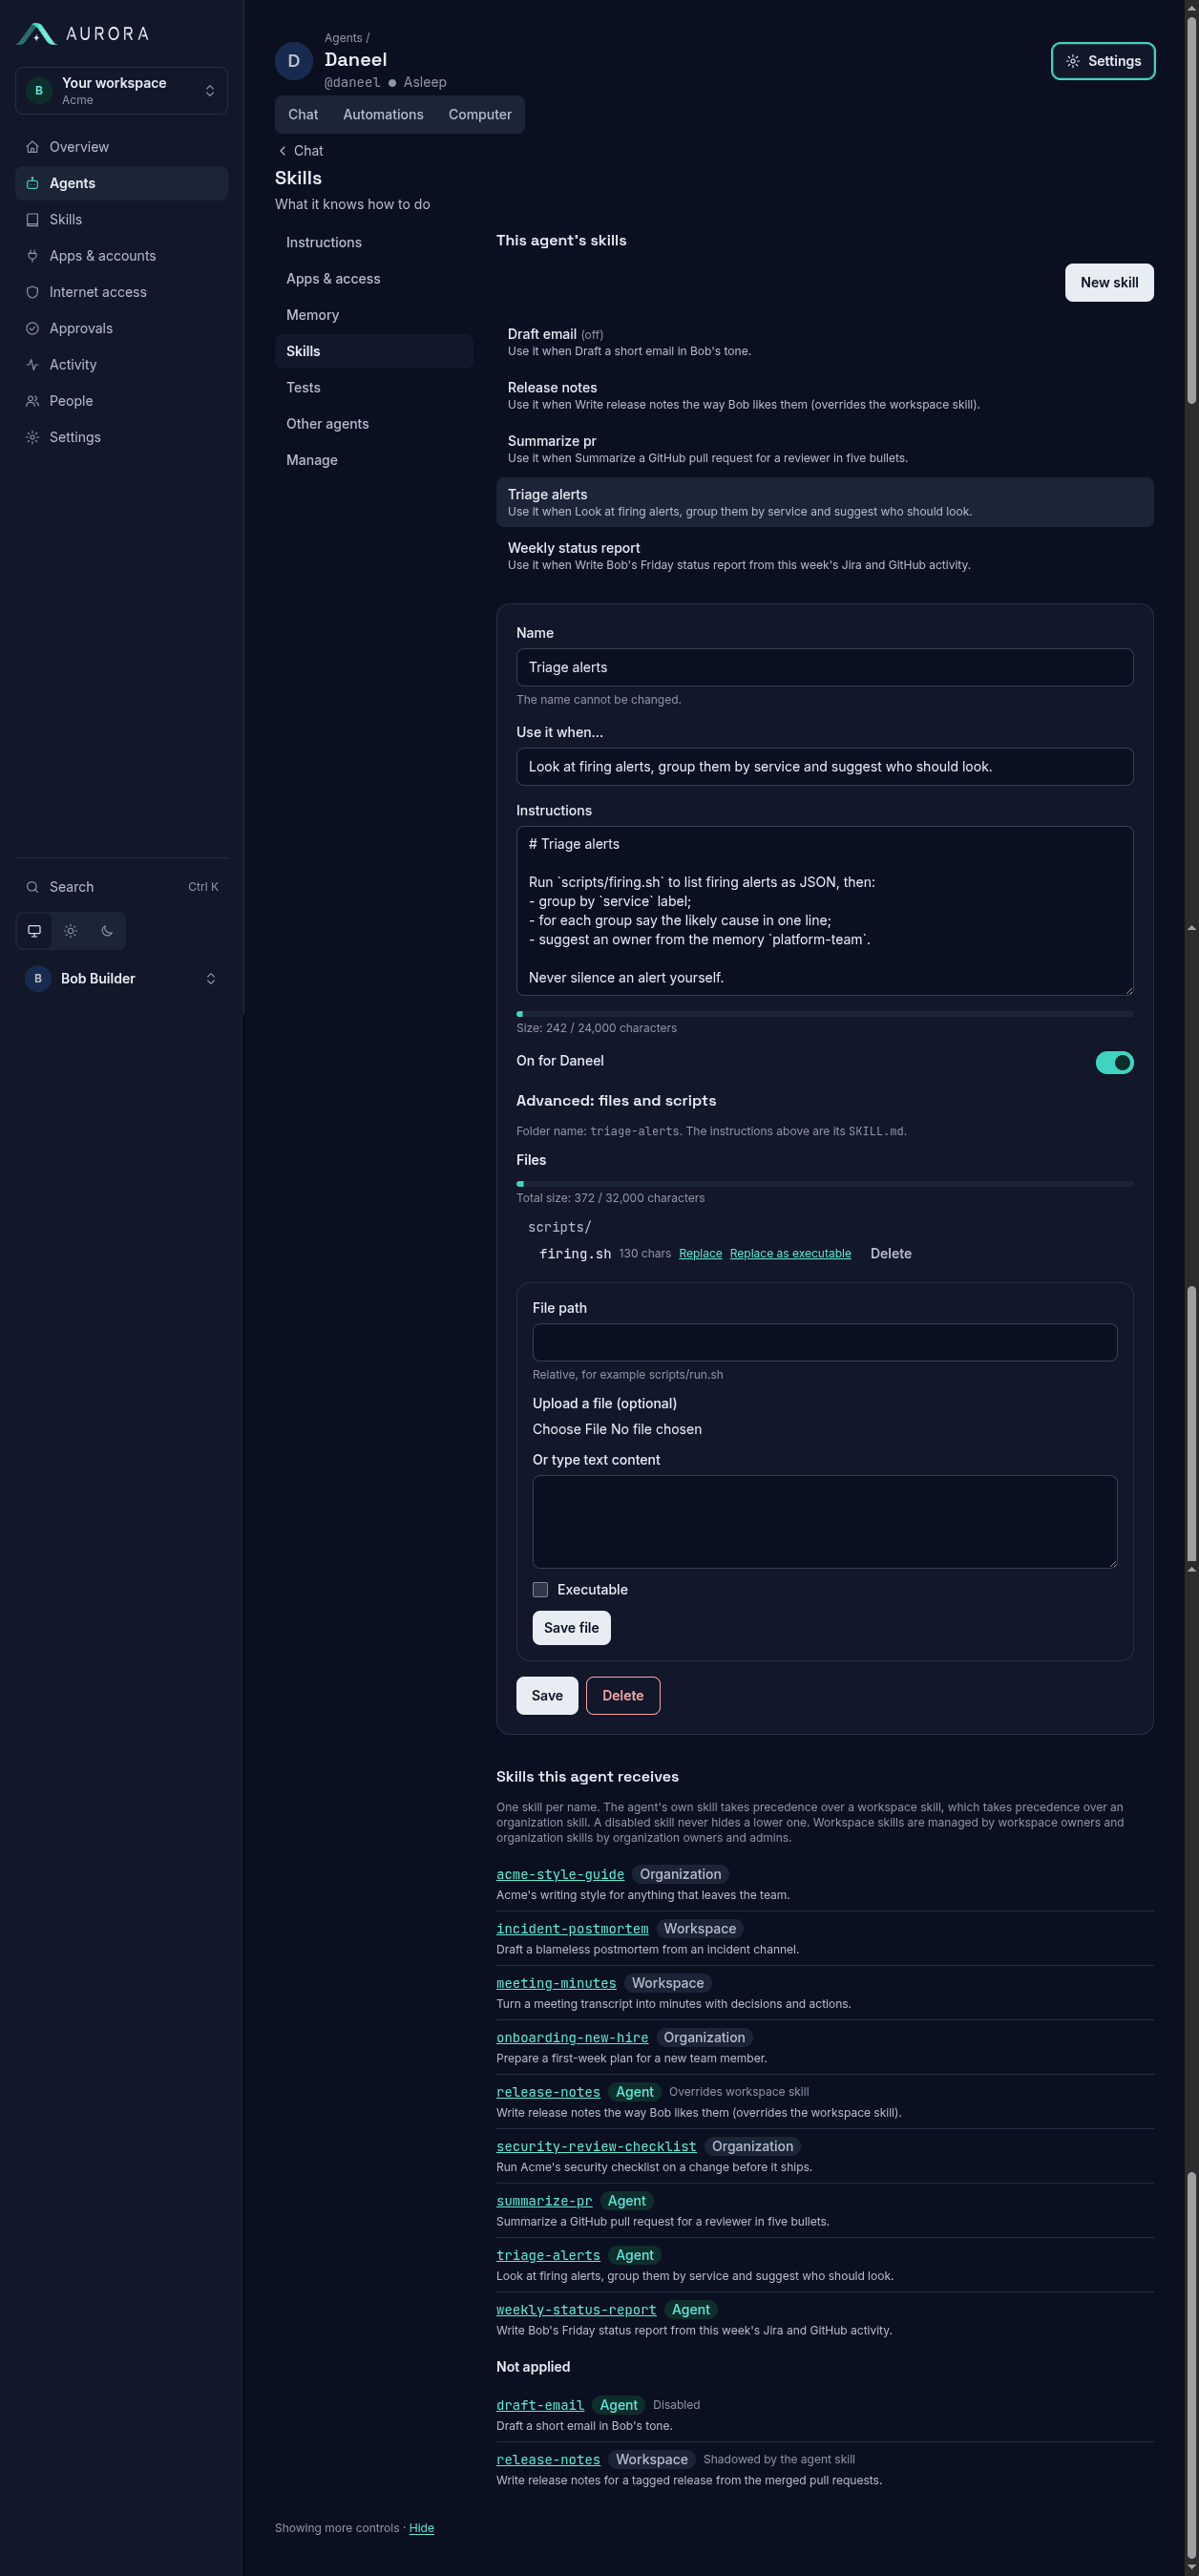 AURORA
B
Your workspace
Acme
Overview
Agents
Skills
Apps & accounts
Internet access
Approvals
Activity
People
Settings
Search
Ctrl K
B
Bob Builder
Agents /
D
Daneel
@daneel
Asleep
Settings
Chat
Automations
Computer
Chat
Skills
What it knows how to do
Instructions
Apps & access
Memory
Skills
Tests
Other agents
Manage
This agent's skills
New skill
Draft email (off)
Use it when Draft a short email in Bob's tone.
Release notes
Use it when Write release notes the way Bob likes them (overrides the workspace skill).
Summarize pr
Use it when Summarize a GitHub pull request for a reviewer in five bullets.
Triage alerts
Use it when Look at firing alerts, group them by service and suggest who should look.
Weekly status report
Use it when Write Bob's Friday status report from this week's Jira and GitHub activity.
Name
Triage alerts
The name cannot be changed.
Use it when...
Look at firing alerts, group them by service and suggest who should look.
Instructions
# Triage alerts
Run `scripts/firing.sh` to list firing alerts as JSON, then:
- group by `service` label;
- for each group say the likely cause in one line;
- suggest an owner from the memory `platform-team`.
Never silence an alert yourself.
Size: 242 / 24,000 characters
On for Daneel
Advanced: files and scripts
Folder name: triage-alerts. The instructions above are its SKILL.md.
Files
Total size: 372 / 32,000 characters
scripts/
firing.sh 130 chars Replace Replace as executable Delete
File path
Relative, for example scripts/run.sh
Upload a file (optional)
Choose File No file chosen
Or type text content
Executable
Save file
Save
Delete
Skills this agent receives
One skill per name. The agent's own skill takes precedence over a workspace skill, which takes precedence over an
organization skill. A disabled skill never hides a lower one. Workspace skills are managed by workspace owners and
organization skills by organization owners and admins.
acme-style-guide Organization
Acme's writing style for anything that leaves the team.
incident-postmortem Workspace
Draft a blameless postmortem from an incident channel.
meeting-minutes Workspace
Turn a meeting transcript into minutes with decisions and actions.
onboarding-new-hire Organization
Prepare a first-week plan for a new team member.
release-notes Agent Overrides workspace skill
Write release notes the way Bob likes them (overrides the workspace skill).
security-review-checklist Organization
Run Acme's security checklist on a change before it ships.
summarize-pr Agent
Summarize a GitHub pull request for a reviewer in five bullets.
triage-alerts Agent
Look at firing alerts, group them by service and suggest who should look.
weekly-status-report Agent
Write Bob's Friday status report from this week's Jira and GitHub activity.
Not applied
draft-email Agent Disabled
Draft a short email in Bob's tone.
release-notes Workspace Shadowed by the agent skill
Write release notes for a tagged release from the merged pull requests.
Showing more controls · Hide